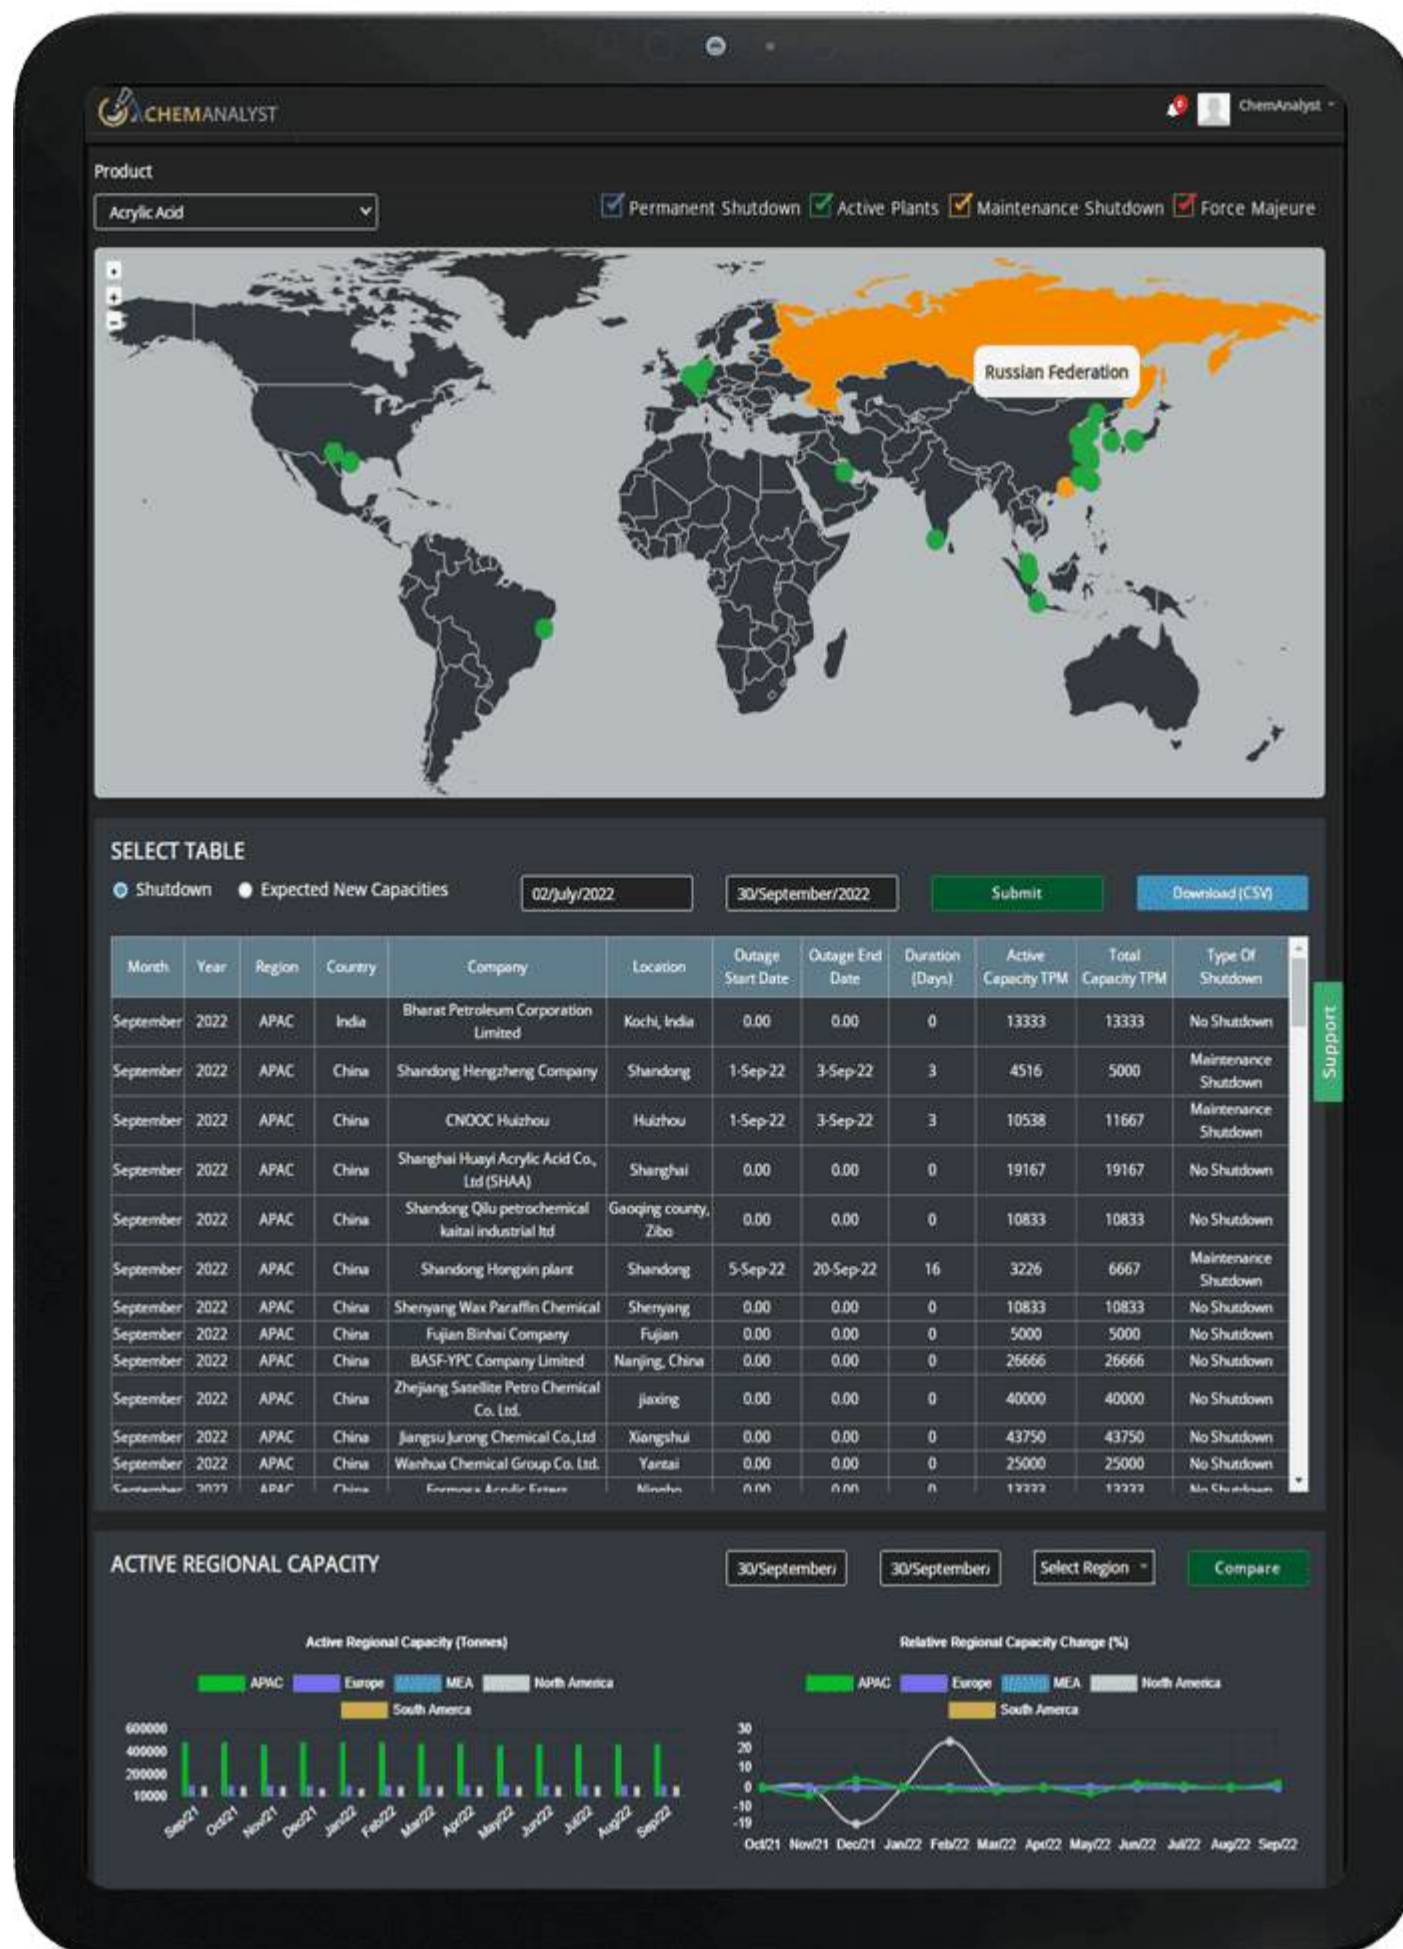 CHEMANALYST
ChemAnalyst
Product
Acrylic Acid
Permanent Shutdown Active Plants Maintenance Shutdown Force Majeure
Russian Federation
SELECT TABLE
Shutdown Expected New Capacities 02/July/2022 30/September/2022 Submit Download (CSV)
Month Year Region Country Company Location Outage Start Date Outage End Date Duration (Days) Active Capacity TPM Total Capacity TPM Type Of Shutdown
September 2022 APAC India Bharat Petroleum Corporation Limited Kochi, India 0.00 0.00 0 13333 13333 No Shutdown
September 2022 APAC China Shandong Hengzheng Company Shandong 1-Sep-22 3-Sep-22 3 4516 5000 Maintenance Shutdown
September 2022 APAC China CNOOC Huizhou Huizhou 1-Sep-22 3-Sep-22 3 10538 11667 Maintenance Shutdown
September 2022 APAC China Shanghai Huayi Acrylic Acid Co., Ltd (SHAA) Shanghai 0.00 0.00 0 19167 19167 No Shutdown
September 2022 APAC China Shandong Qilu petrochemical kaitai industrial ltd Gaoqing county, Zibo 0.00 0.00 0 10833 10833 No Shutdown
September 2022 APAC China Shandong Hongxin plant Shandong 5-Sep-22 20-Sep-22 16 3226 6667 Maintenance Shutdown
September 2022 APAC China Shenyang Wax Paraffin Chemical Shenyang 0.00 0.00 0 10833 10833 No Shutdown
September 2022 APAC China Fujian Binhai Company Fujian 0.00 0.00 0 5000 5000 No Shutdown
September 2022 APAC China BASF-YPC Company Limited Nanjing, China 0.00 0.00 0 26666 26666 No Shutdown
September 2022 APAC China Zhejiang Satellite Petro Chemical Co. Ltd. jiaxing 0.00 0.00 0 40000 40000 No Shutdown
September 2022 APAC China Jiangsu Jurong Chemical Co.,Ltd Xiangshui 0.00 0.00 0 43750 43750 No Shutdown
September 2022 APAC China Wanhua Chemical Group Co. Ltd. Yantai 0.00 0.00 0 25000 25000 No Shutdown
September 2022 APAC China Formosa Acrylic Esters Ningbo 0.00 0.00 0 13333 13333 No Shutdown
Support
ACTIVE REGIONAL CAPACITY 30/September/ 30/September/ Select Region Compare
Active Regional Capacity (Tonnes)
APAC Europe MEA North America
South Amerca
600000
400000
200000
10000
Sep/21 Oct/21 Nov/21 Dec/21 Jan/22 Feb/22 Mar/22 Apr/22 May/22 Jun/22 Jul/22 Aug/22 Sep/22
Relative Regional Capacity Change (%)
APAC Europe MEA North America
South Amerca
30
20
10
0
-10
-19
Oct/21 Nov/21 Dec/21 Jan/22 Feb/22 Mar/22 Apr/22 May/22 Jun/22 Jul/22 Aug/22 Sep/22